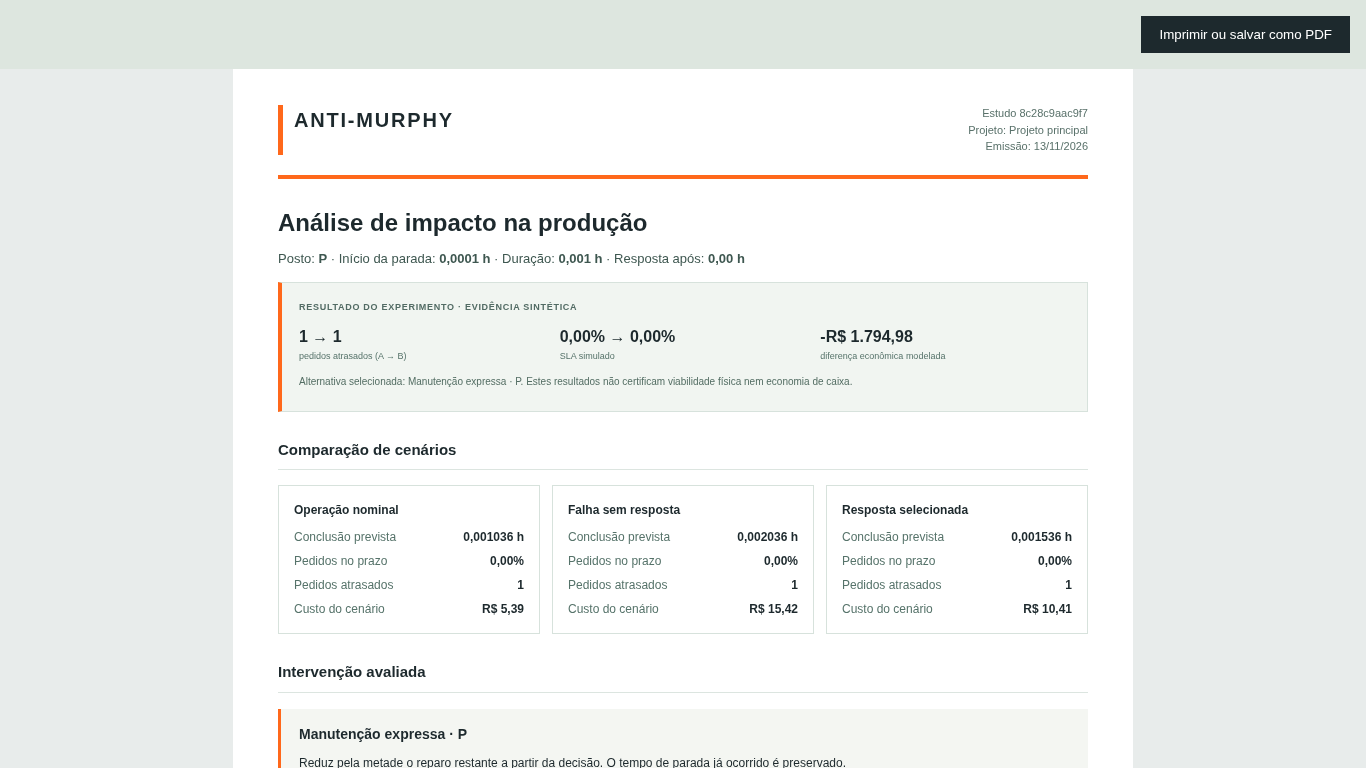 Imprimir ou salvar como PDF
ANTI-MURPHY
Estudo 8c28c9aac9f7
Projeto: Projeto principal
Emissão: 13/11/2026
Análise de impacto na produção
Posto: P · Início da parada: 0,0001 h · Duração: 0,001 h · Resposta após: 0,00 h
RESULTADO DO EXPERIMENTO · EVIDÊNCIA SINTÉTICA
1 → 1
pedidos atrasados (A → B)
0,00% → 0,00%
SLA simulado
-R$ 1.794,98
diferença econômica modelada
Alternativa selecionada: Manutenção expressa · P. Estes resultados não certificam viabilidade física nem economia de caixa.
Comparação de cenários
Operação nominal
Conclusão prevista 0,001036 h
Pedidos no prazo 0,00%
Pedidos atrasados 1
Custo do cenário R$ 5,39
Falha sem resposta
Conclusão prevista 0,002036 h
Pedidos no prazo 0,00%
Pedidos atrasados 1
Custo do cenário R$ 15,42
Resposta selecionada
Conclusão prevista 0,001536 h
Pedidos no prazo 0,00%
Pedidos atrasados 1
Custo do cenário R$ 10,41
Intervenção avaliada
Manutenção expressa · P
Reduz pela metade o reparo restante a partir da decisão. O tempo de parada já ocorrido é preservado.